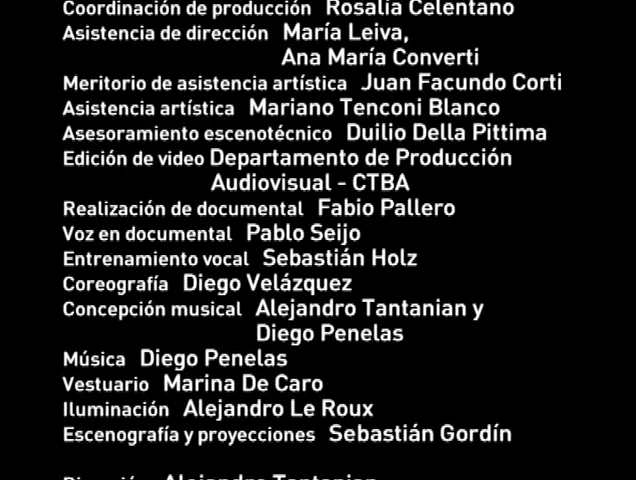 Coordinación de producción Rosalía Celentano
Asistencia de dirección María Leiva,
Ana María Converti
Meritorio de asistencia artística Juan Facundo Corti
Asistencia artística Mariano Tenconi Blanco
Asesoramiento escenotécnico Duilio Della Pittima
Edición de video Departamento de Producción
Audiovisual - CTBA
Realización de documental Fabio Pallero
Voz en documental Pablo Seijo
Entrenamiento vocal Sebastián Holz
Coreografía Diego Velázquez
Concepción musical Alejandro Tantanian y
Diego Penelas
Música Diego Penelas
Vestuario Marina De Caro
Iluminación Alejandro Le Roux
Escenografía y proyecciones Sebastián Gordín
Dirección Alejandro Tantanian